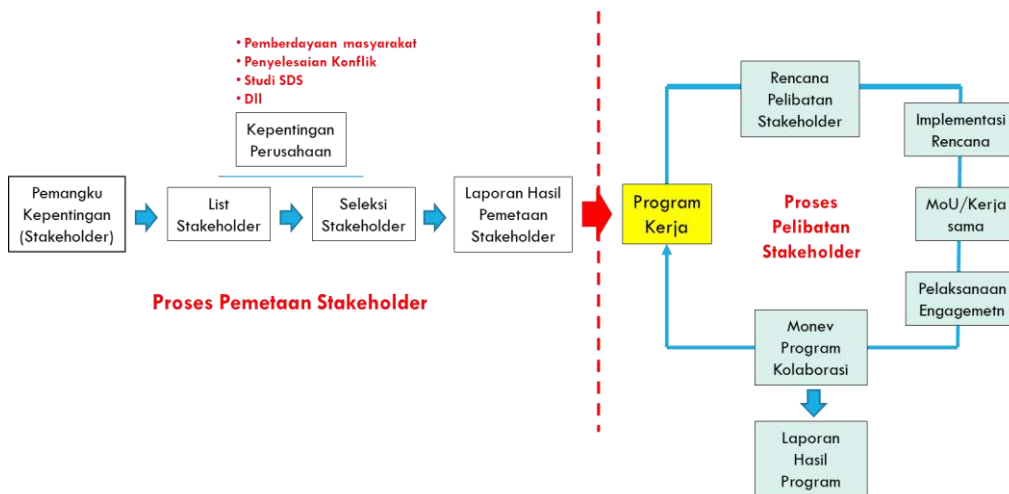 • Pemberdayaan masyarakat
• Penyelesaian Konflik
• Studi SDS
• Dll
Kepentingan
Perusahaan
Pemangku
Kepentingan
(Stakeholder)
List
Stakeholder
Seleksi
Stakeholder
Laporan Hasil
Pemetaan
Stakeholder
Proses Pemetaan Stakeholder
Program
Kerja
Rencana
Pelibatan
Stakeholder
Implementasi
Rencana
MoU/Kerja
sama
Pelaksanaan
Engagemetn
Proses
Pelibatan
Stakeholder
Monev
Program
Kolaborasi
Laporan
Hasil
Program